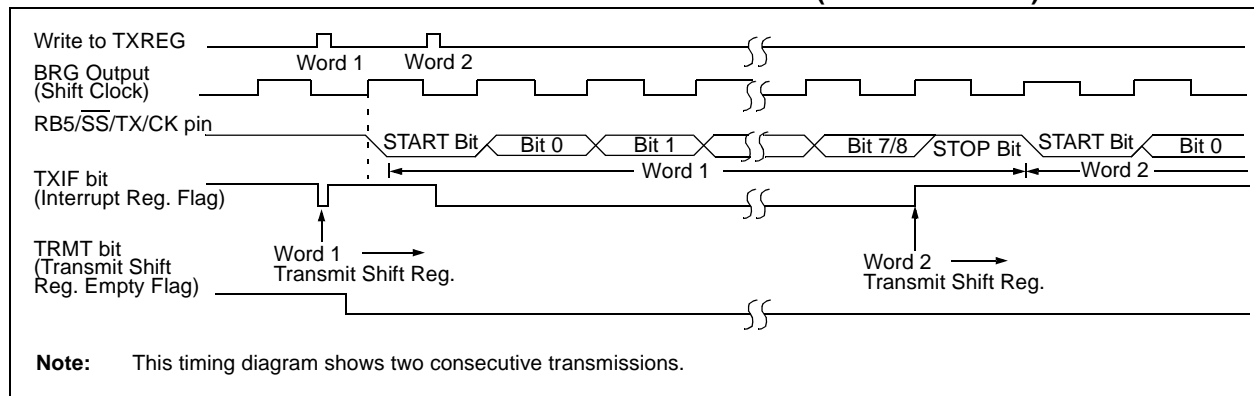 Write to TXREG
Word 1 Word 2
BRG Output
(Shift Clock)
RB5/SS/TX/CK pin
START Bit Bit 0 Bit 1 Bit 7/8 STOP Bit START Bit Bit 0
Word 1 Word 2
TXIF bit
(Interrupt Reg. Flag)
Word 1
Transmit Shift Reg.
Word 2
Transmit Shift Reg.
TRMT bit
(Transmit Shift
Reg. Empty Flag)
Note: This timing diagram shows two consecutive transmissions.